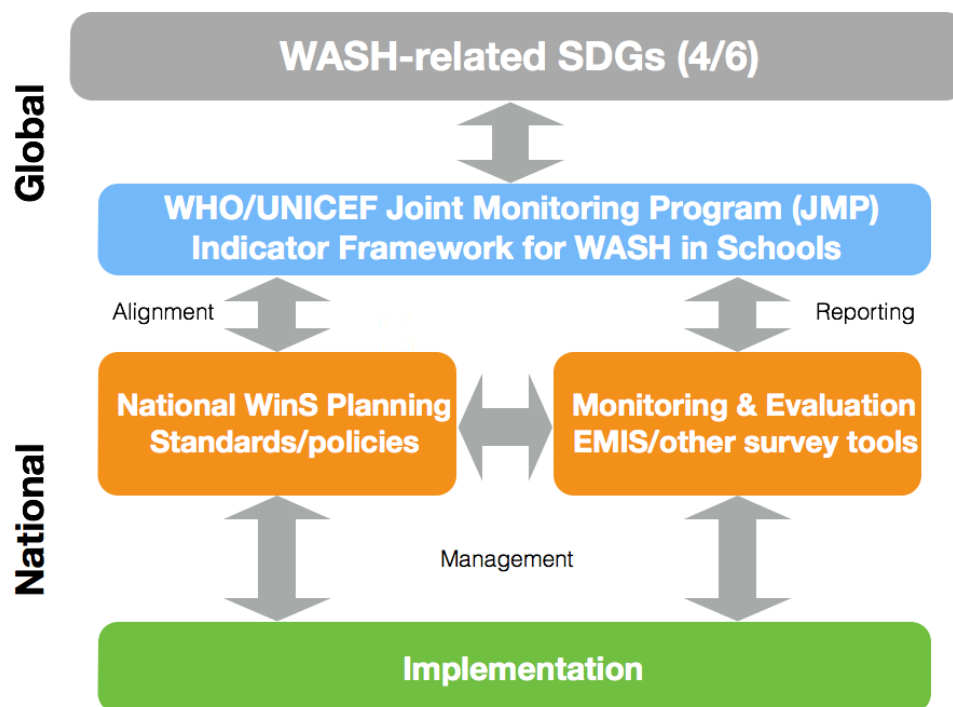 Global
WASH-related SDGs (4/6)
WHO/UNICEF Joint Monitoring Program (JMP)
Indicator Framework for WASH in Schools
Alignment
Reporting
National
National WinS Planning
Standards/policies
Monitoring & Evaluation
EMIS/other survey tools
Management
Implementation